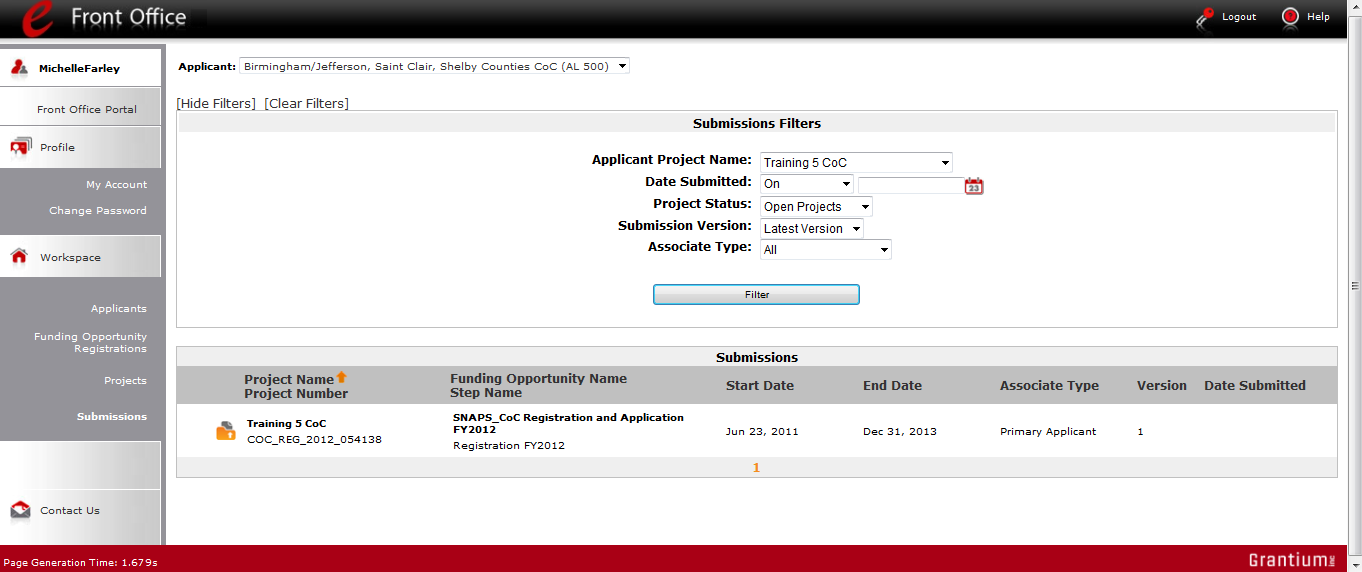 e Front Office
Logout
Help
MichelleFarley
Front Office Portal
Profile
My Account
Change Password
Workspace
Applicants
Funding Opportunity
Registrations
Projects
Submissions
Contact Us
Applicant: Birmingham/Jefferson, Saint Clair, Shelby Counties CoC (AL 500)
[Hide Filters] [Clear Filters]
Submissions Filters
Applicant Project Name: Training 5 CoC
Date Submitted: On
23
Project Status: Open Projects
Submission Version: Latest Version
Associate Type: All
Filter
Submissions
Project Name
Project Number
Funding Opportunity Name
Step Name
Start Date
End Date
Associate Type
Version
Date Submitted
Training 5 CoC
COC_REG_2012_054138
SNAPS_CoC Registration and Application
FY2012
Registration FY2012
Jun 23, 2011
Dec 31, 2013
Primary Applicant
1
1
Page Generation Time: 1.679s
Grantium